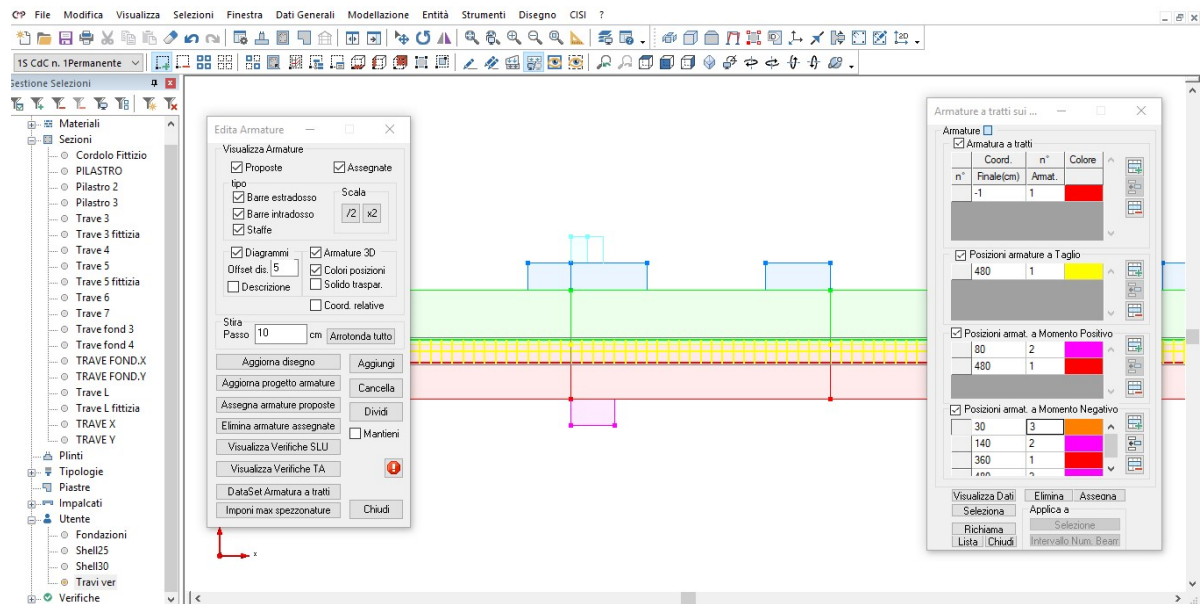 File Modifica Visualizza Selezioni Finestra Dati Generali Modellazione Entità Strumenti Disegno CISI ?
1S CdC n. 1Permanente
Gestione Selezioni
Materiali
Sezioni
Cordolo Fittizio
PILASTRO
Pilastro 2
Pilastro 3
Trave 3
Trave 3 fittizia
Trave 4
Trave 5
Trave 5 fittizia
Trave 6
Trave 7
Trave fond 3
Trave fond 4
TRAVE FOND.X
TRAVE FOND.Y
Trave L
Trave L fittizia
TRAVE X
TRAVE Y
Plinti
Tipologie
Piastre
Impalcati
Utente
Fondazioni
Shell25
Shell30
Travi ver
Verifiche
Edita Armature
Visualizza Armature
Proposte Assegnate
tipo
Barre estradosso
Barre intradosso
Staffe
Scala
/2 x2
Diagrammi
Offset dis. 5
Descrizione
Armature 3D
Colori posizioni
Solido traspar.
Coord. relative
Stira
Passo 10 cm Arrotonda tutto
Aggiorna disegno Aggiungi
Aggiorna progetto armature Cancella
Assegna armature proposte Dividi
Elimina armature assegnate Mantieni
Visualizza Verifiche SLU
Visualizza Verifiche TA
DataSet Armatura a tratti
Imponi max spezzonature Chiudi
x
Armature a tratti sui ...
Armature
Armatura a tratti
Coord. n° Colore
n° Finale(cm) Armat.
-1 1
Posizioni armature a Taglio
480 1
Posizioni armat. a Momento Positivo
80 2
480 1
Posizioni armat. a Momento Negativo
30 3
140 2
360 1
480 2
Visualizza Dati Elimina Assegna
Seleziona Applica a
Selezione
Richiama
Lista Chiudi Intervallo Num. Beam